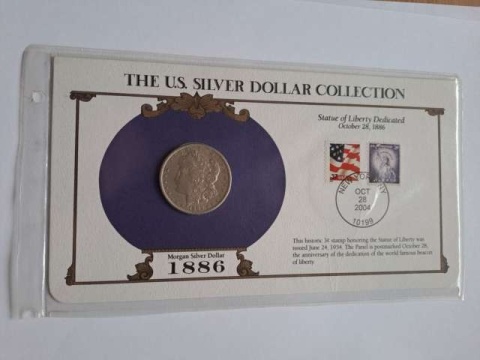 THE U.S. SILVER DOLLAR COLLECTION
Statue of Liberty Dedicated
October 28, 1886
NEW YORK, NY
OCT
28
2004
10199
This historic 3¢ stamp honoring the Statue of Liberty was
issued June 24, 1954. The Panel is postmarked October 28,
the anniversary of the dedication of the world famous beacon
of liberty
Morgan Silver Dollar
1886